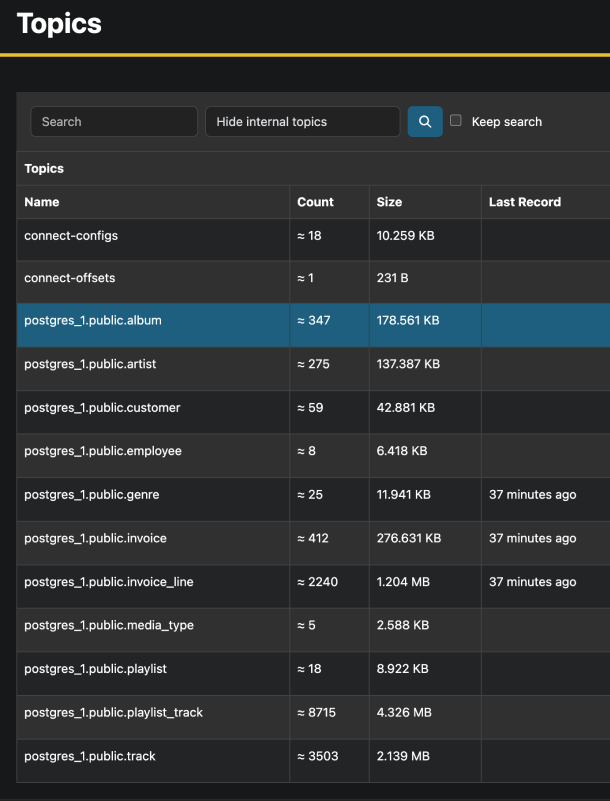 Topics
Search Hide internal topics Keep search
Topics
Name Count Size Last Record
connect-configs ≈ 18 10.259 KB
connect-offsets ≈ 1 231 B
postgres_1.public.album ≈ 347 178.561 KB
postgres_1.public.artist ≈ 275 137.387 KB
postgres_1.public.customer ≈ 59 42.881 KB
postgres_1.public.employee ≈ 8 6.418 KB
postgres_1.public.genre ≈ 25 11.941 KB 37 minutes ago
postgres_1.public.invoice ≈ 412 276.631 KB 37 minutes ago
postgres_1.public.invoice_line ≈ 2240 1.204 MB 37 minutes ago
postgres_1.public.media_type ≈ 5 2.588 KB
postgres_1.public.playlist ≈ 18 8.922 KB
postgres_1.public.playlist_track ≈ 8715 4.326 MB
postgres_1.public.track ≈ 3503 2.139 MB